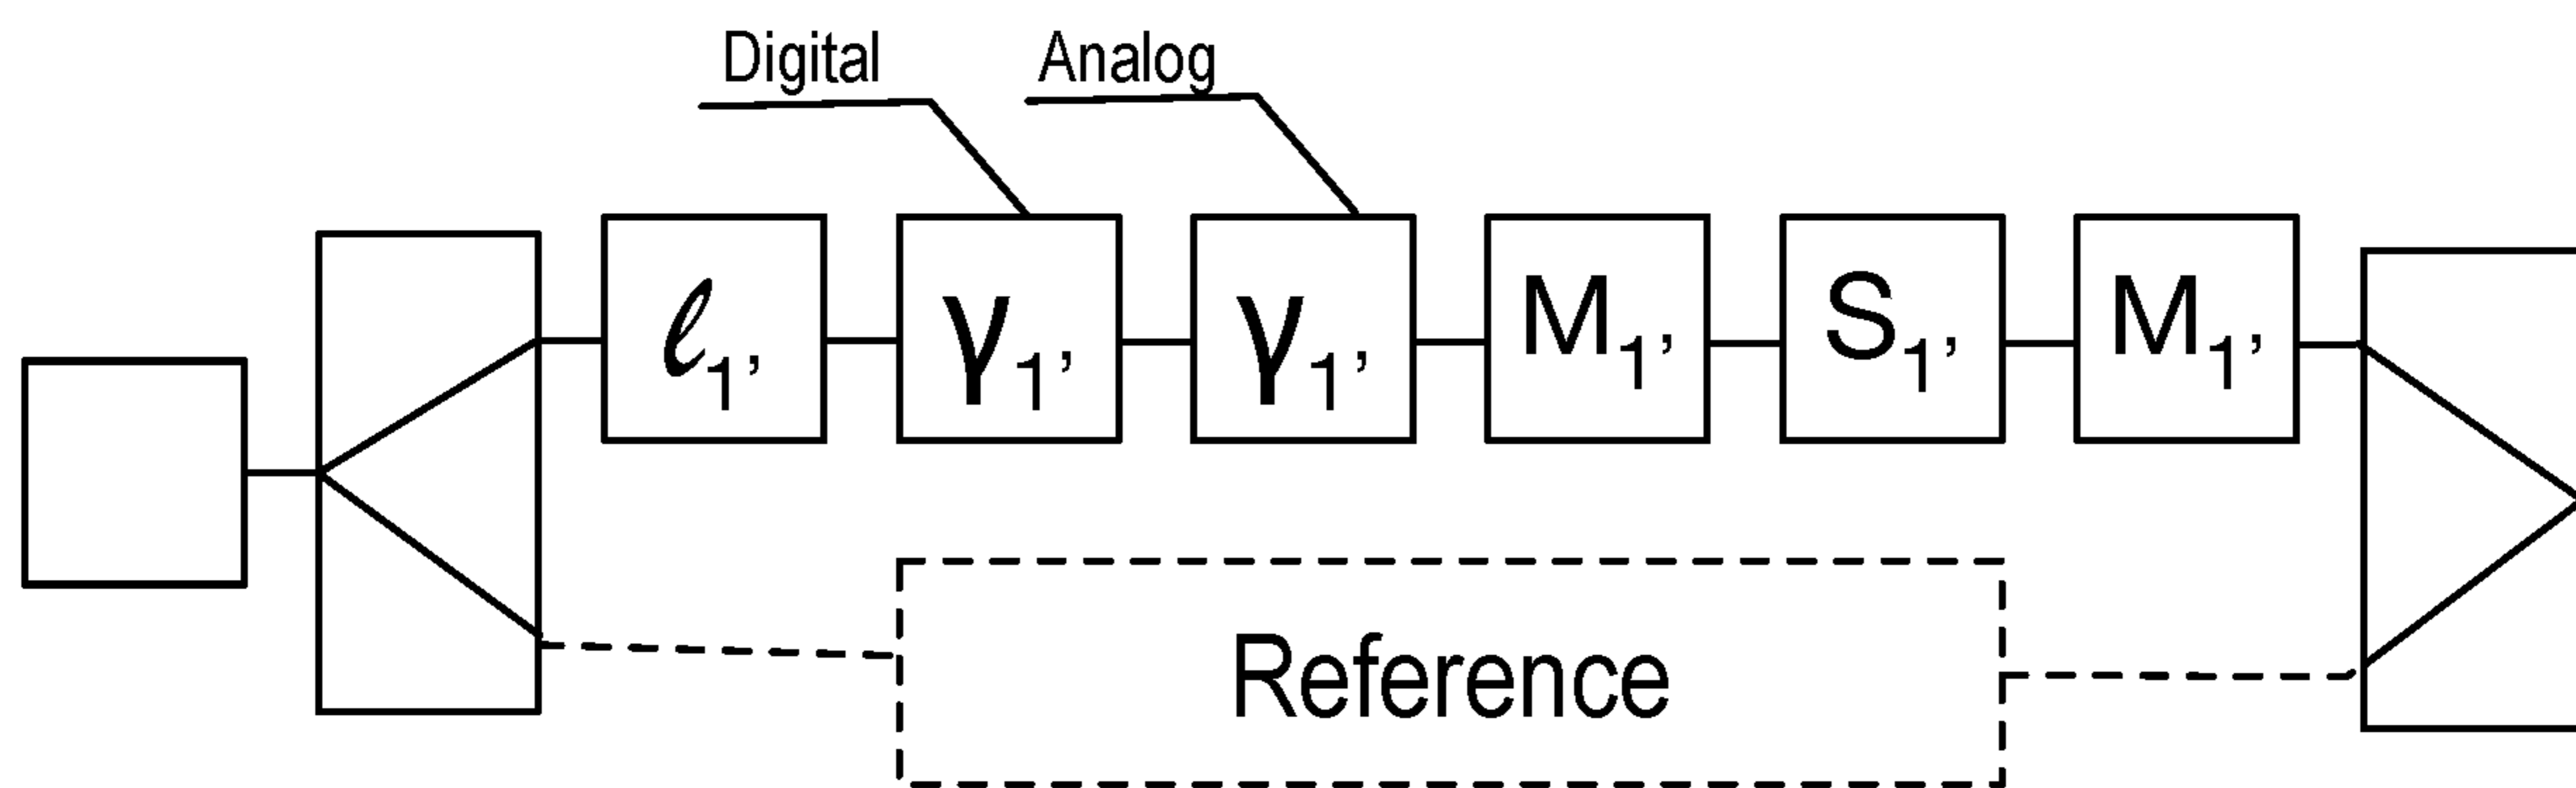 Digital
Analog
ℓ₁,
γ₁,
γ₁,
M₁,
S₁,
M₁,
Reference